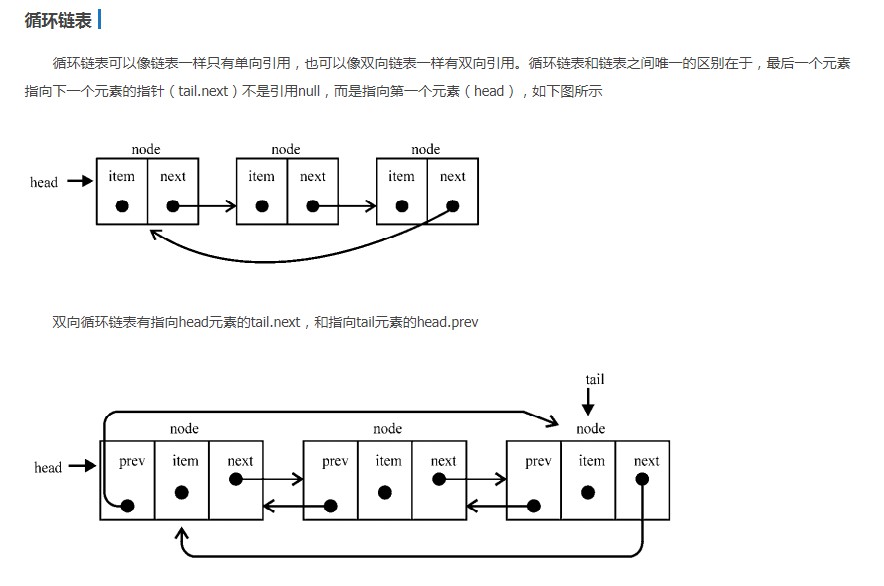 循环链表
循环链表可以像链表一样只有单向引用，也可以像双向链表一样有双向引用。循环链表和链表之间唯一的区别在于，最后一个元素
指向下一个元素的指针（tail.next）不是引用null，而是指向第一个元素（head），如下图所示
node node node
head item next item next item next
双向循环链表有指向head元素的tail.next，和指向tail元素的head.prev
tail
node node node
head prev item next prev item next prev item next